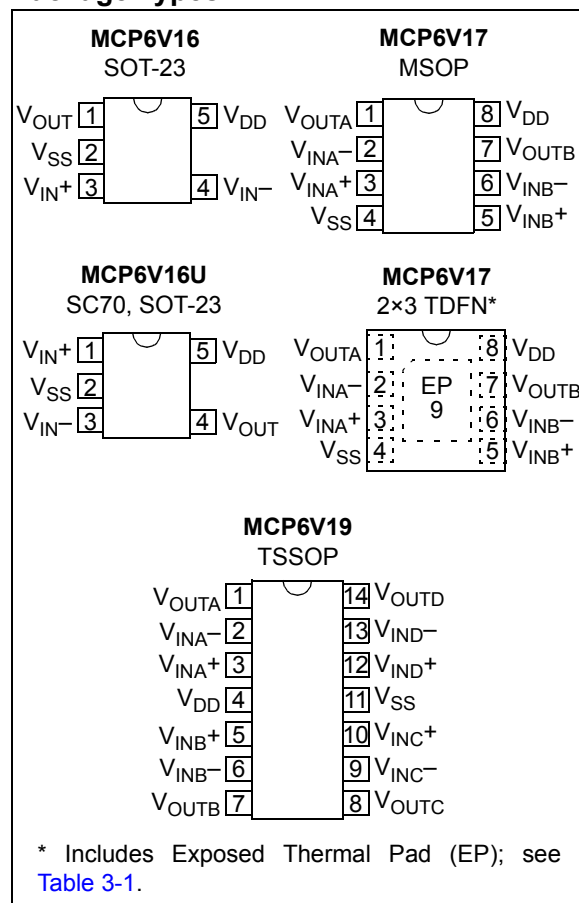 MCP6V16
SOT-23
VOUT 1 5 VDD
VSS 2
VIN+ 3 4 VIN–
MCP6V17
MSOP
VOUTA 1 8 VDD
VINA– 2 7 VOUTB
VINA+ 3 6 VINB–
VSS 4 5 VINB+
MCP6V16U
SC70, SOT-23
VIN+ 1 5 VDD
VSS 2
VIN– 3 4 VOUT
MCP6V17
2×3 TDFN*
VOUTA 1 8 VDD
VINA– 2 EP 7 VOUTB
VINA+ 3 9 6 VINB–
VSS 4 5 VINB+
MCP6V19
TSSOP
VOUTA 1 14 VOUTD
VINA– 2 13 VIND–
VINA+ 3 12 VIND+
VDD 4 11 VSS
VINB+ 5 10 VINC+
VINB– 6 9 VINC–
VOUTB 7 8 VOUTC
* Includes Exposed Thermal Pad (EP); see
Table 3-1.